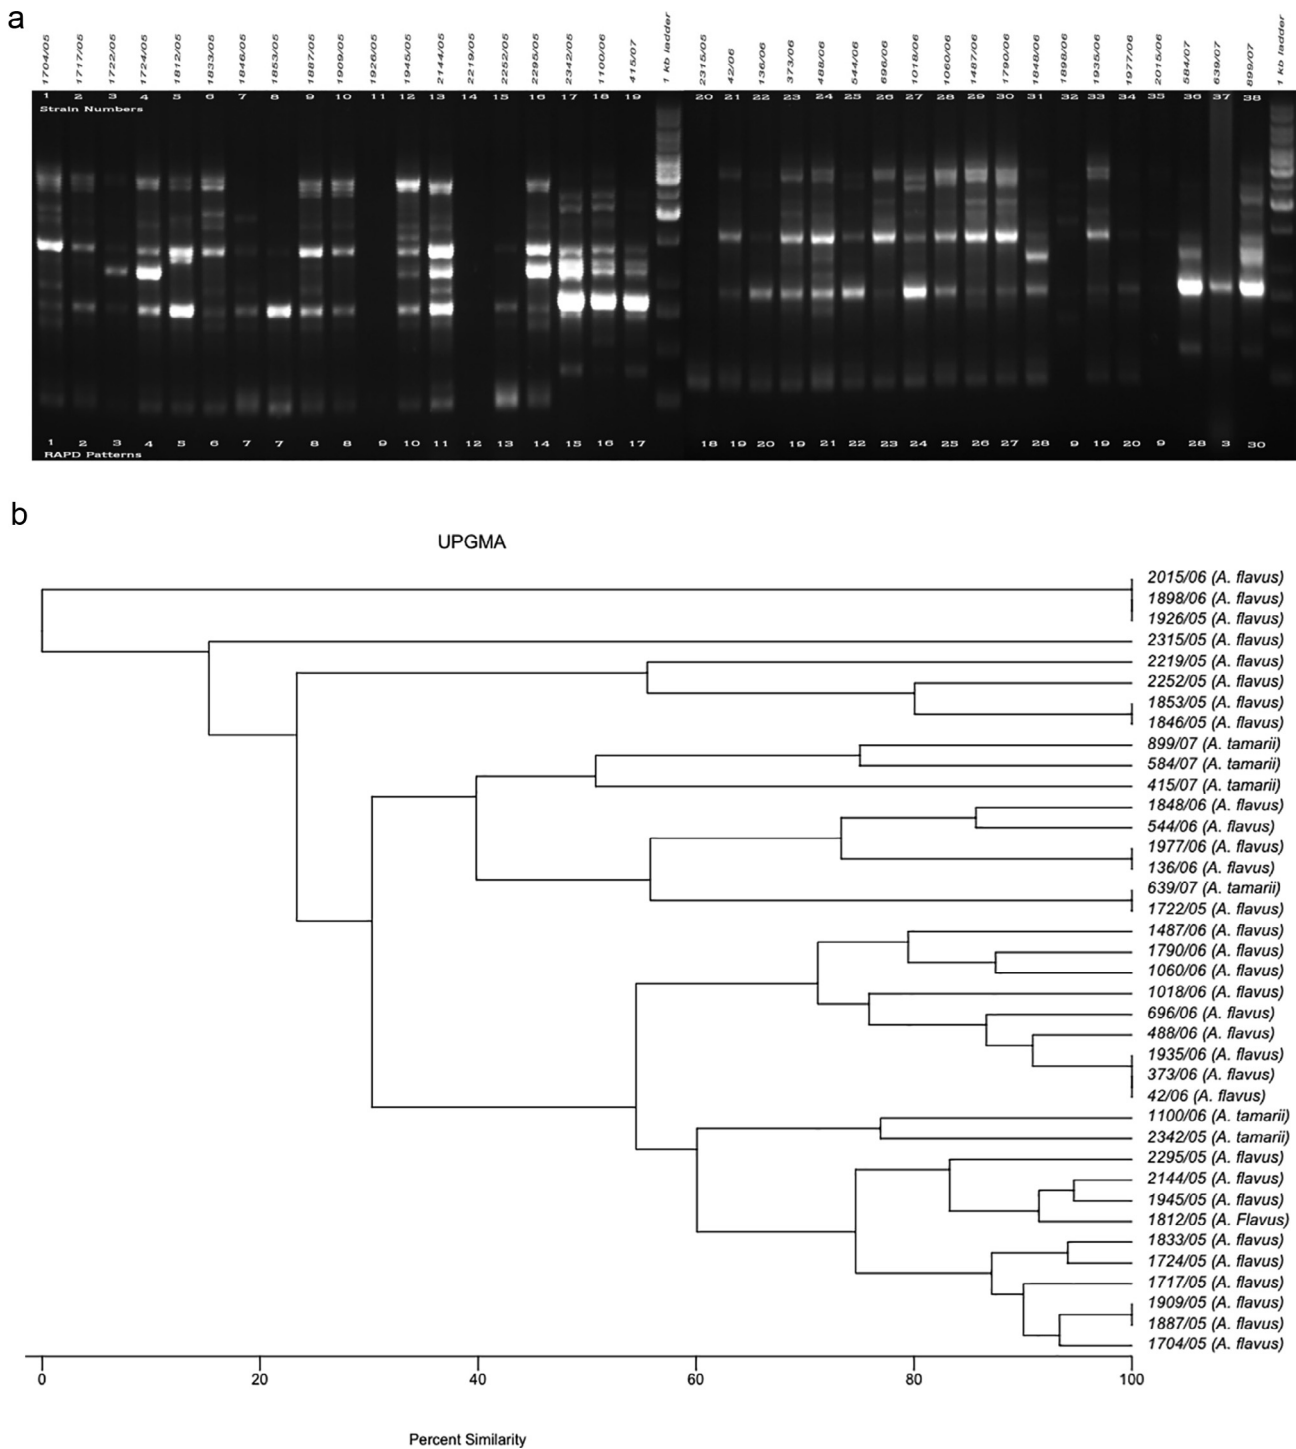 a
1704/05 1717/05 1722/05 1724/05 1812/05 1833/05 1846/05 1853/05 1887/05 1909/05 1926/05 1945/05 2144/05 2219/05 2252/05 2295/05 2342/05 1100/06 415/07 1 kb ladder 2315/05 42/06 136/06 373/06 488/06 544/06 696/06 1018/06 1060/06 1487/06 1790/06 1848/06 1898/06 1935/06 1977/06 2015/06 584/07 639/07 899/07 1 kb ladder
1 2 3 4 5 6 7 8 9 10 11 12 13 14 15 16 17 18 19 20 21 22 23 24 25 26 27 28 29 30 31 32 33 34 35 36 37 38
Strain Numbers
1 2 3 4 5 6 7 7 8 8 9 10 11 12 13 14 15 16 17 18 19 20 19 21 22 23 24 25 26 27 28 9 19 20 9 28 3 30
RAPD Patterns
b
UPGMA
2015/06 (A. flavus)
1898/06 (A. flavus)
1926/05 (A. flavus)
2315/05 (A. flavus)
2219/05 (A. flavus)
2252/05 (A. flavus)
1853/05 (A. flavus)
1846/05 (A. flavus)
899/07 (A. tamarii)
584/07 (A. tamarii)
415/07 (A. tamarii)
1848/06 (A. flavus)
544/06 (A. flavus)
1977/06 (A. flavus)
136/06 (A. flavus)
639/07 (A. tamarii)
1722/05 (A. flavus)
1487/06 (A. flavus)
1790/06 (A. flavus)
1060/06 (A. flavus)
1018/06 (A. flavus)
696/06 (A. flavus)
488/06 (A. flavus)
1935/06 (A. flavus)
373/06 (A. flavus)
42/06 (A. flavus)
1100/06 (A. tamarii)
2342/05 (A. tamarii)
2295/05 (A. flavus)
2144/05 (A. flavus)
1945/05 (A. flavus)
1812/05 (A. Flavus)
1833/05 (A. flavus)
1724/05 (A. flavus)
1717/05 (A. flavus)
1909/05 (A. flavus)
1887/05 (A. flavus)
1704/05 (A. flavus)
0 20 40 60 80 100
Percent Similarity